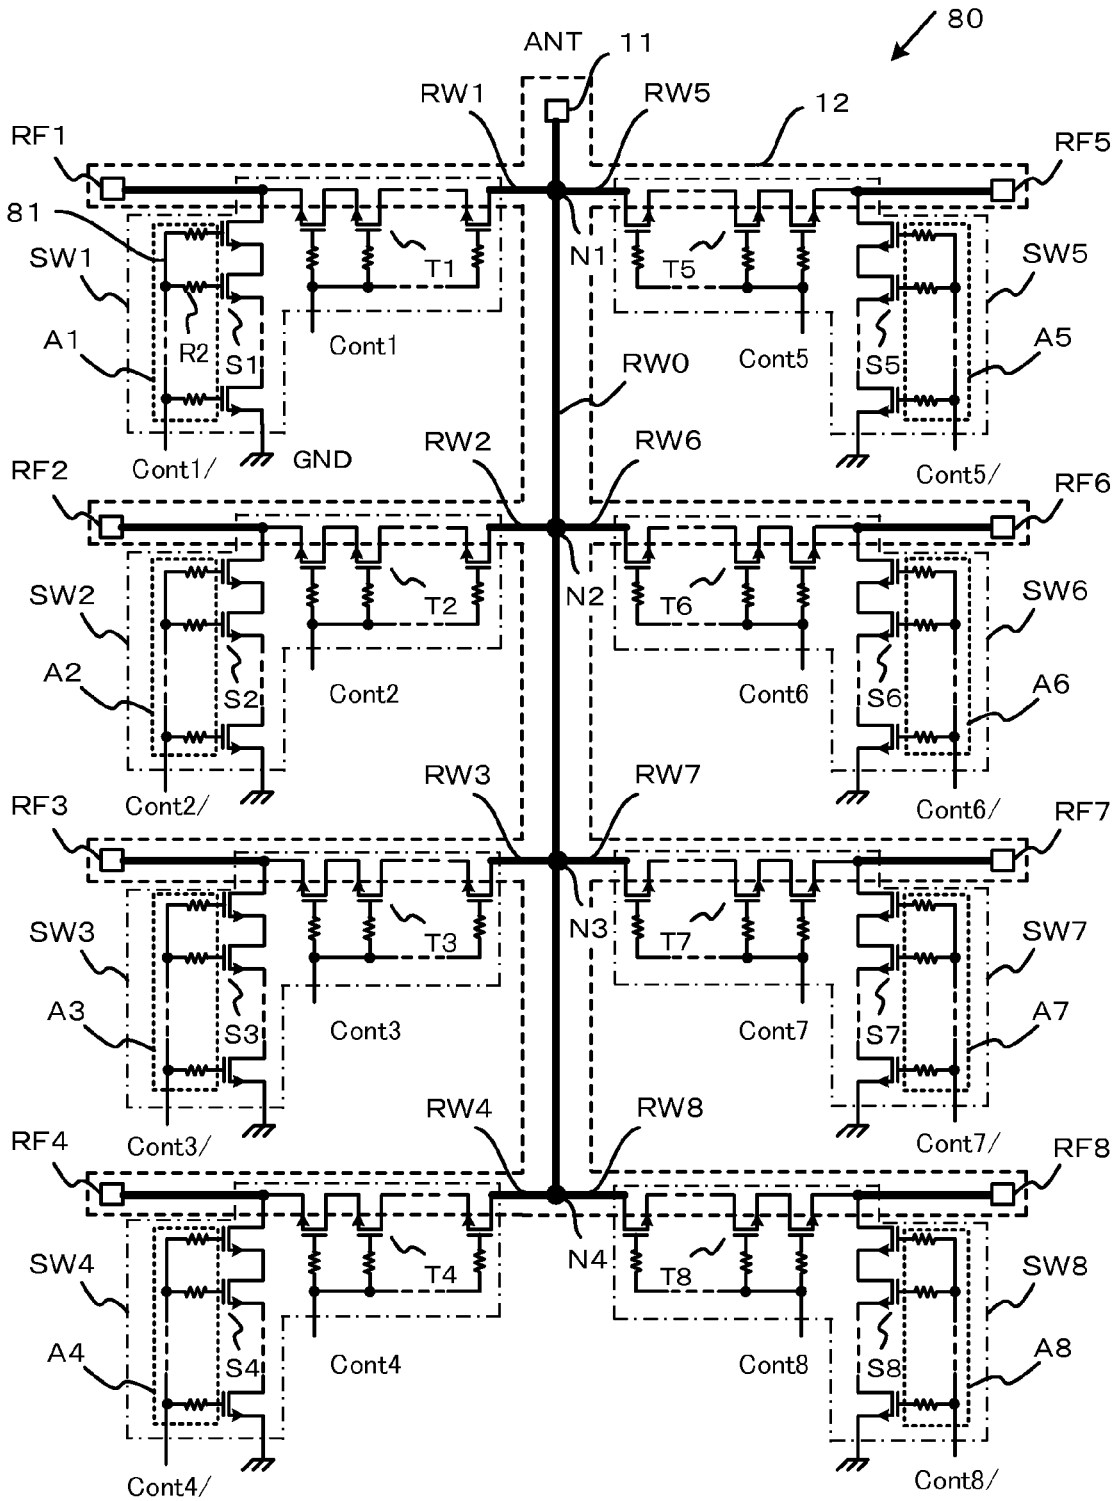 80
ANT 11
RW1 RW5 12
RF1 RF5
81
SW1 T1 N1 T5 SW5
A1 R2 S1 Cont1 Cont5 S5 A5
RW0
Cont1/ GND RW2 RW6 Cont5/
RF2 RF6
SW2 T2 N2 T6 SW6
A2 S2 Cont2 Cont6 S6 A6
Cont2/ RW3 RW7 Cont6/
RF3 RF7
SW3 T3 N3 T7 SW7
A3 S3 Cont3 Cont7 S7 A7
Cont3/ RW4 RW8 Cont7/
RF4 RF8
SW4 T4 N4 T8 SW8
A4 S4 Cont4 Cont8 S8 A8
Cont4/ Cont8/